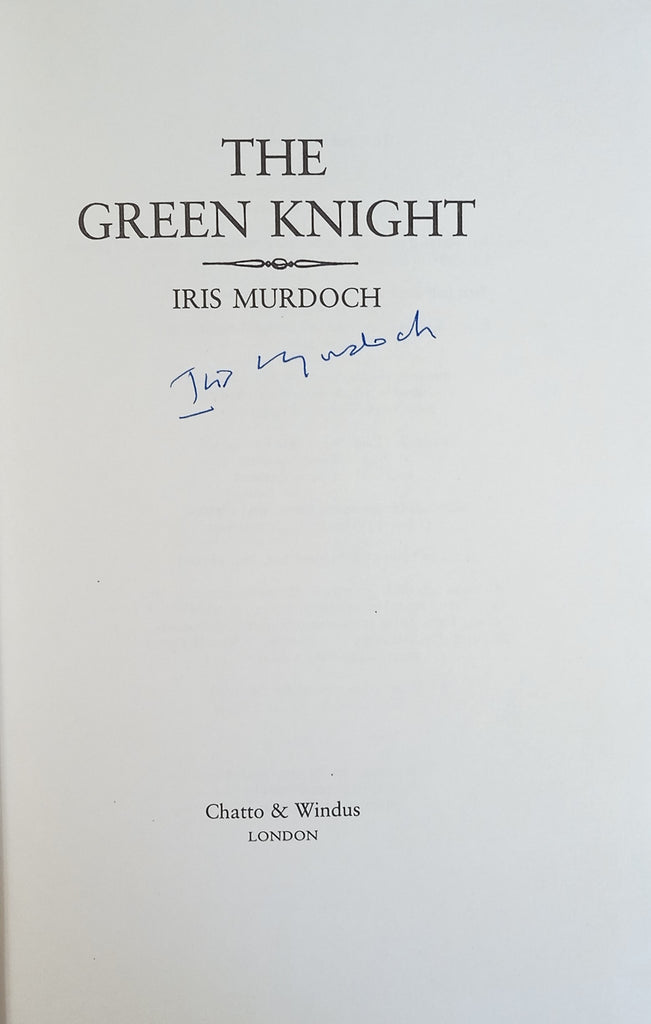 THE
GREEN KNIGHT
IRIS MURDOCH
Iris Murdoch
Chatto & Windus
LONDON